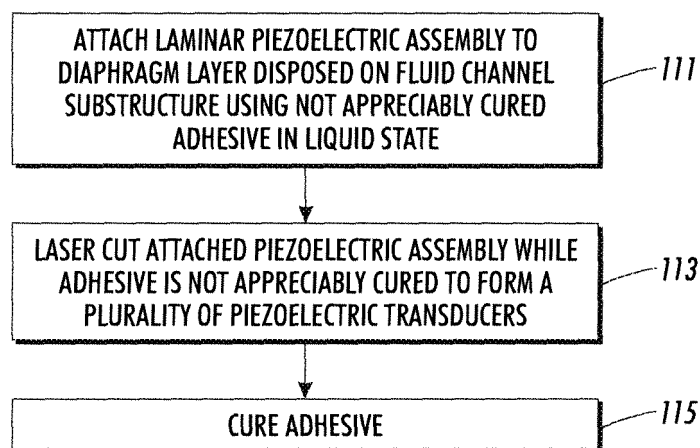 ATTACH LAMINAR PIEZOELECTRIC ASSEMBLY TO
DIAPHRAGM LAYER DISPOSED ON FLUID CHANNEL
SUBSTRUCTURE USING NOT APPRECIABLY CURED
ADHESIVE IN LIQUID STATE
111
LASER CUT ATTACHED PIEZOELECTRIC ASSEMBLY WHILE
ADHESIVE IS NOT APPRECIABLY CURED TO FORM A
PLURALITY OF PIEZOELECTRIC TRANSDUCERS
113
CURE ADHESIVE
115